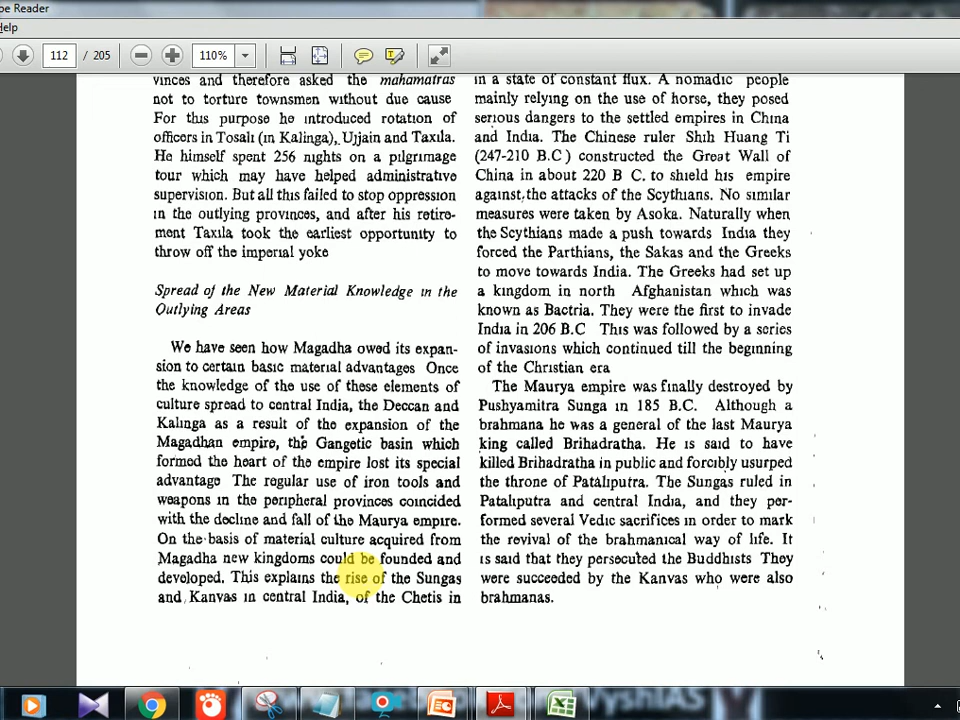 be Reader
Help
112 / 205 110%
vinces and therefore asked the mahamatras
not to torture townsmen without due cause
For this purpose he introduced rotation of
officers in Tosali (in Kalinga), Ujjain and Taxila.
He himself spent 256 nights on a pilgrimage
tour which may have helped administrative
supervision. But all this failed to stop oppression
in the outlying provinces, and after his retire-
ment Taxila took the earliest opportunity to
throw off the imperial yoke
Spread of the New Material Knowledge in the
Outlying Areas
We have seen how Magadha owed its expan-
sion to certain basic material advantages Once
the knowledge of the use of these elements of
culture spread to central India, the Deccan and
Kalinga as a result of the expansion of the
Magadhan empire, the Gangetic basin which
formed the heart of the empire lost its special
advantage The regular use of iron tools and
weapons in the peripheral provinces coincided
with the decline and fall of the Maurya empire.
On the basis of material culture acquired from
Magadha new kingdoms could be founded and
developed. This explains the rise of the Sungas
and Kanvas in central India, of the Chetis in
in a state of constant flux. A nomadic people
mainly relying on the use of horse, they posed
serious dangers to the settled empires in China
and India. The Chinese ruler Shih Huang Ti
(247-210 B.C) constructed the Great Wall of
China in about 220 B C. to shield his empire
against the attacks of the Scythians. No similar
measures were taken by Asoka. Naturally when
the Scythians made a push towards India they
forced the Parthians, the Sakas and the Greeks
to move towards India. The Greeks had set up
a kingdom in north Afghanistan which was
known as Bactria. They were the first to invade
India in 206 B.C This was followed by a series
of invasions which continued till the beginning
of the Christian era
The Maurya empire was finally destroyed by
Pushyamitra Sunga in 185 B.C. Although a
brahmana he was a general of the last Maurya
king called Brihadratha. He is said to have
killed Brihadratha in public and forcibly usurped
the throne of Pataliputra. The Sungas ruled in
Pataliputra and central India, and they per-
formed several Vedic sacrifices in order to mark
the revival of the brahmanical way of life. It
is said that they persecuted the Buddhists They
were succeeded by the Kanvas who were also
brahmanas.